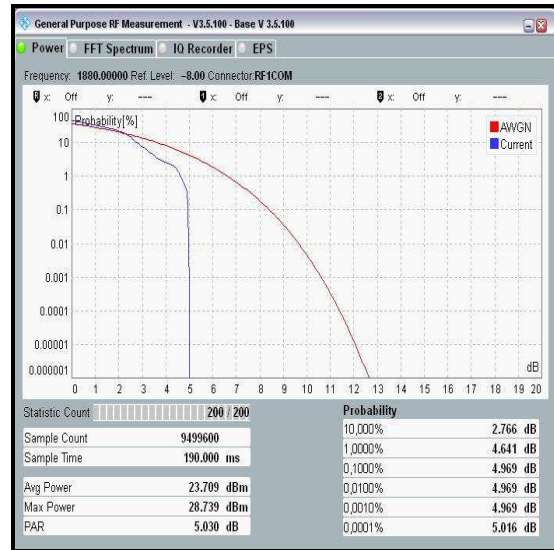 General Purpose RF Measurement - V3.5.100 - Base V 3.5.100
Power FFT Spectrum IQ Recorder EPS
Frequency: 1880.00000 Ref. Level: -8.00 Connector:RF1COM
R x: Off y: --- 1 x: Off y: --- 2 x: Off y: ---
Probability[%]
AWGN
Current
100
10
1
0.1
0.01
0.001
0.0001
0.00001
0.000001
dB
0 1 2 3 4 5 6 7 8 9 10 11 12 13 14 15 16 17 18 19 20
Statistic Count 200 / 200
Sample Count 9499600
Sample Time 190.000 ms
Avg Power 23.709 dBm
Max Power 28.739 dBm
PAR 5.030 dB
Probability
10,000% 2.766 dB
1,0000% 4.641 dB
0,1000% 4.969 dB
0,0100% 4.969 dB
0,0010% 4.969 dB
0,0001% 5.016 dB